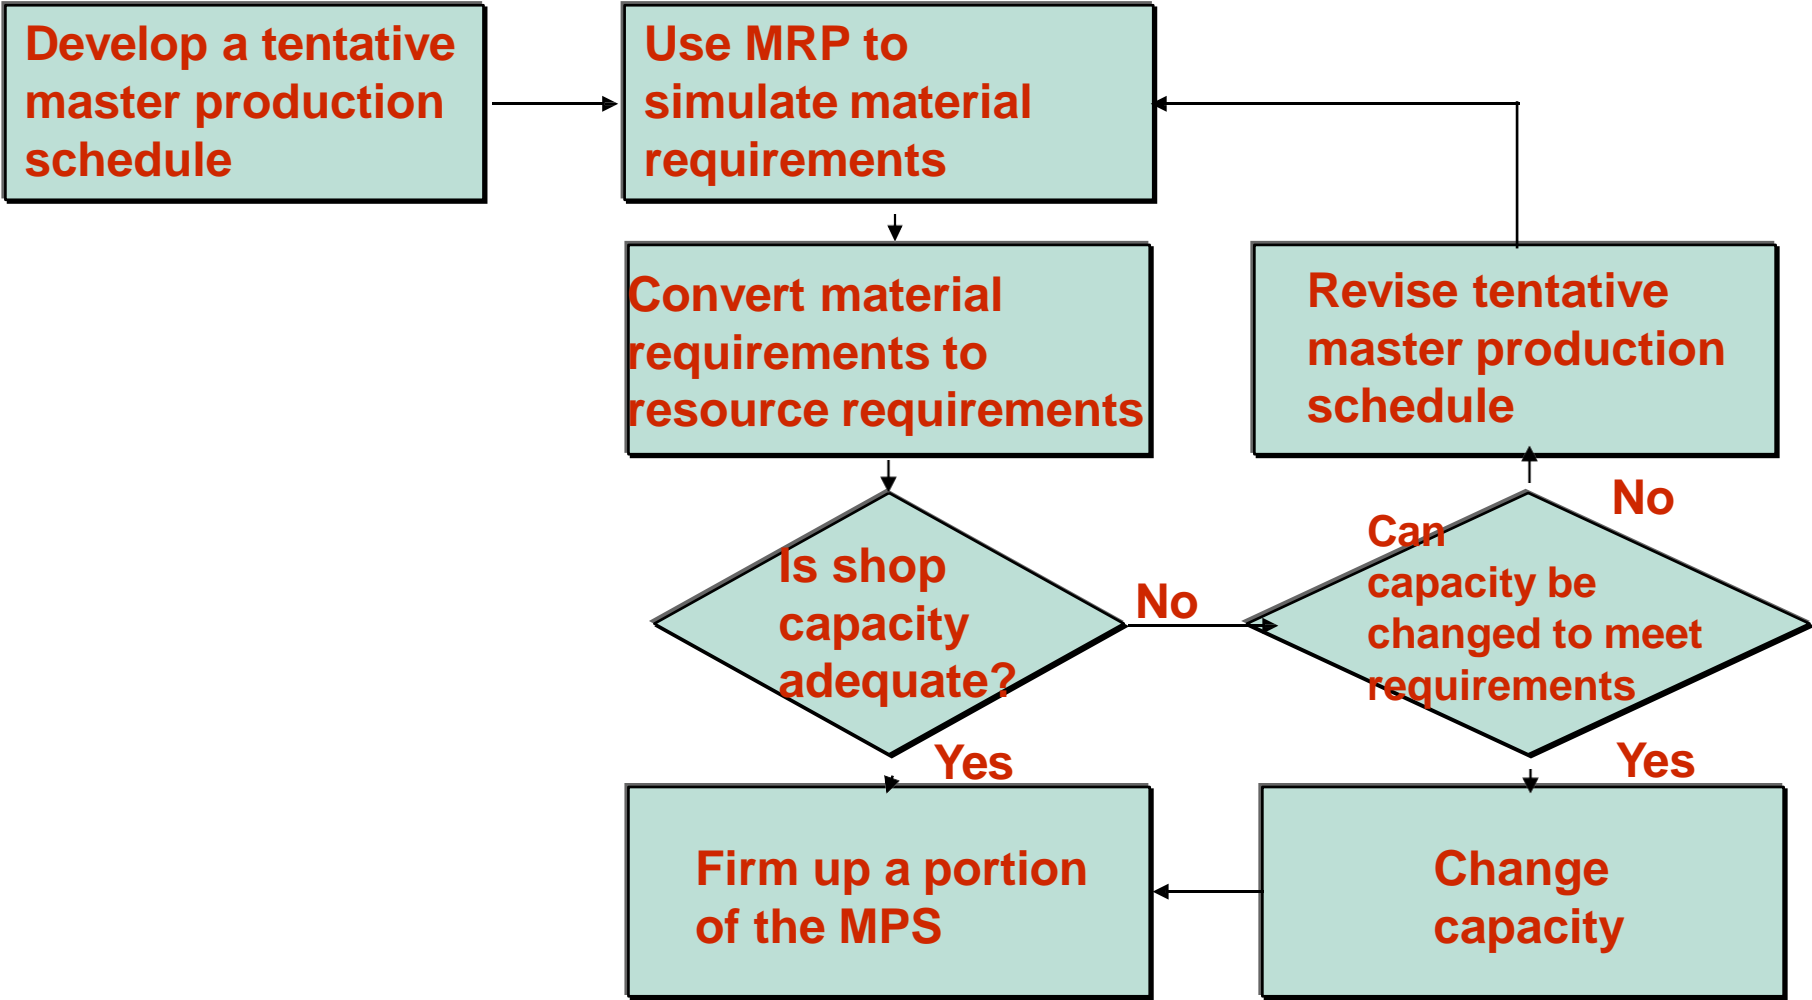 Develop a tentative
master production
schedule
Use MRP to
simulate material
requirements
Convert material
requirements to
resource requirements
Revise tentative
master production
schedule
Is shop
capacity
adequate?
No
Can
capacity be
changed to meet
requirements
No
Yes
Yes
Firm up a portion
of the MPS
Change
capacity